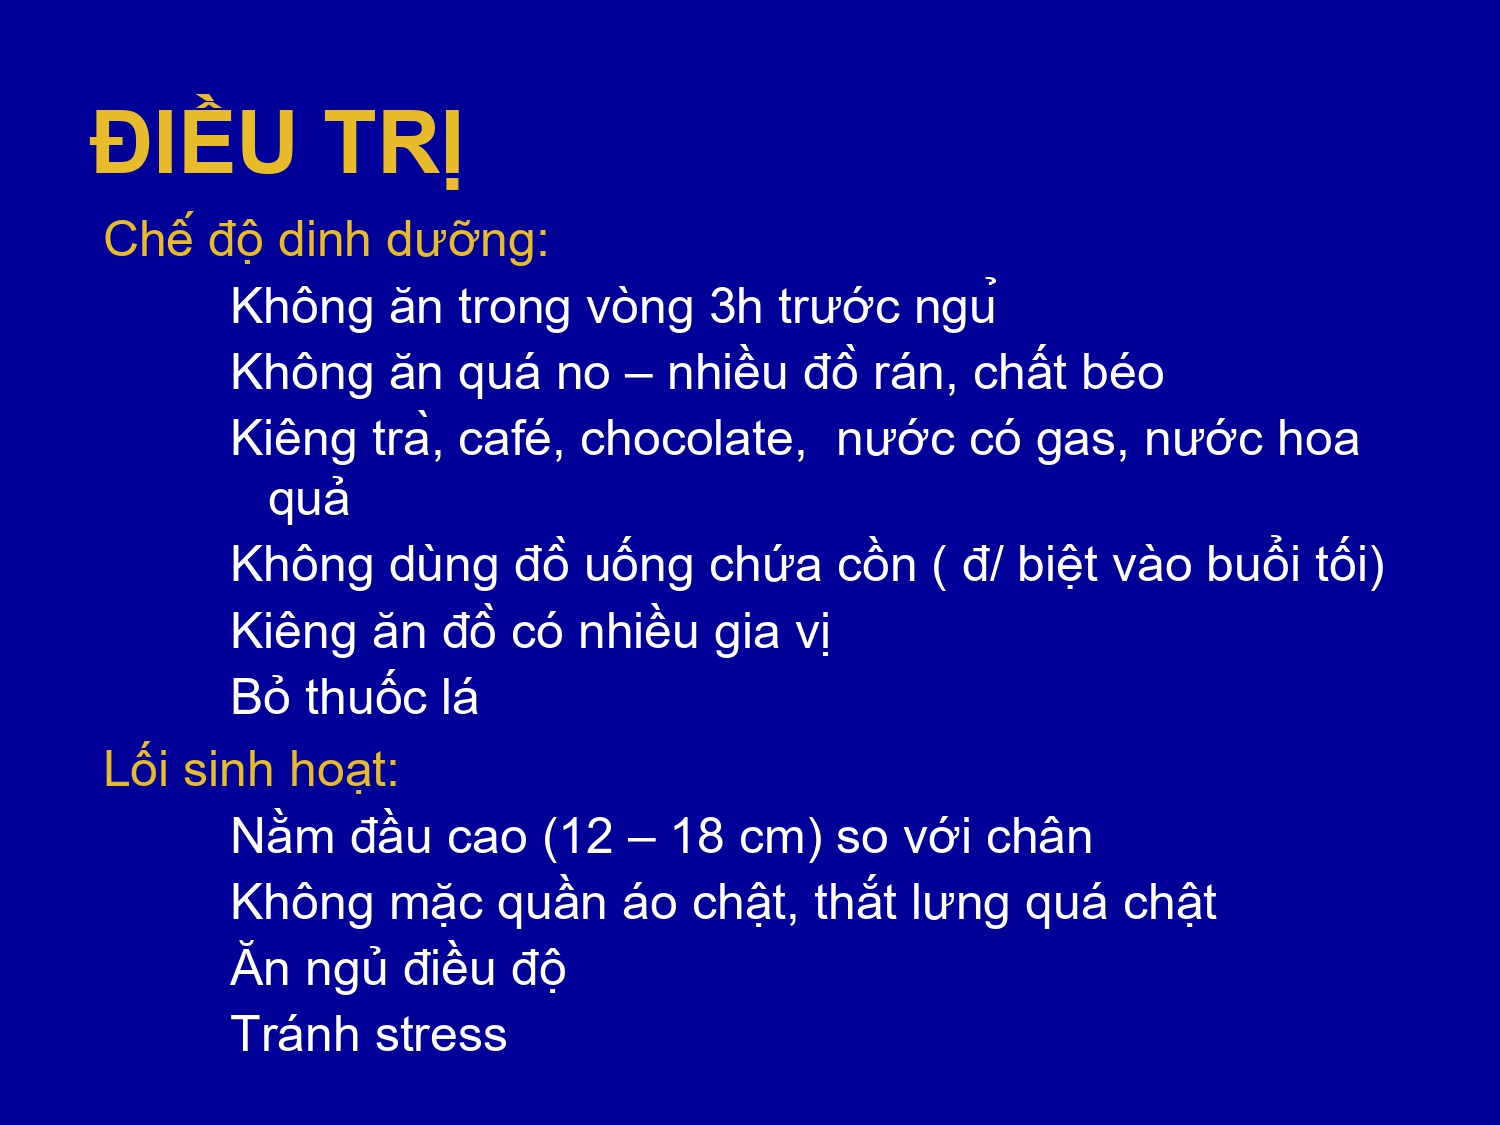 ĐIỀU TRỊ
Chế độ dinh dưỡng:
Không ăn trong vòng 3h trước ngủ
Không ăn quá no – nhiều đồ rán, chất béo
Kiêng trà, café, chocolate,  nước có gas, nước hoa
quả
Không dùng đồ uống chứa cồn ( đ/ biệt vào buổi tối)
Kiêng ăn đồ có nhiều gia vị
Bỏ thuốc lá
Lối sinh hoạt:
Nằm đầu cao (12 – 18 cm) so với chân
Không mặc quần áo chật, thắt lưng quá chật
Ăn ngủ điều độ
Tránh stress